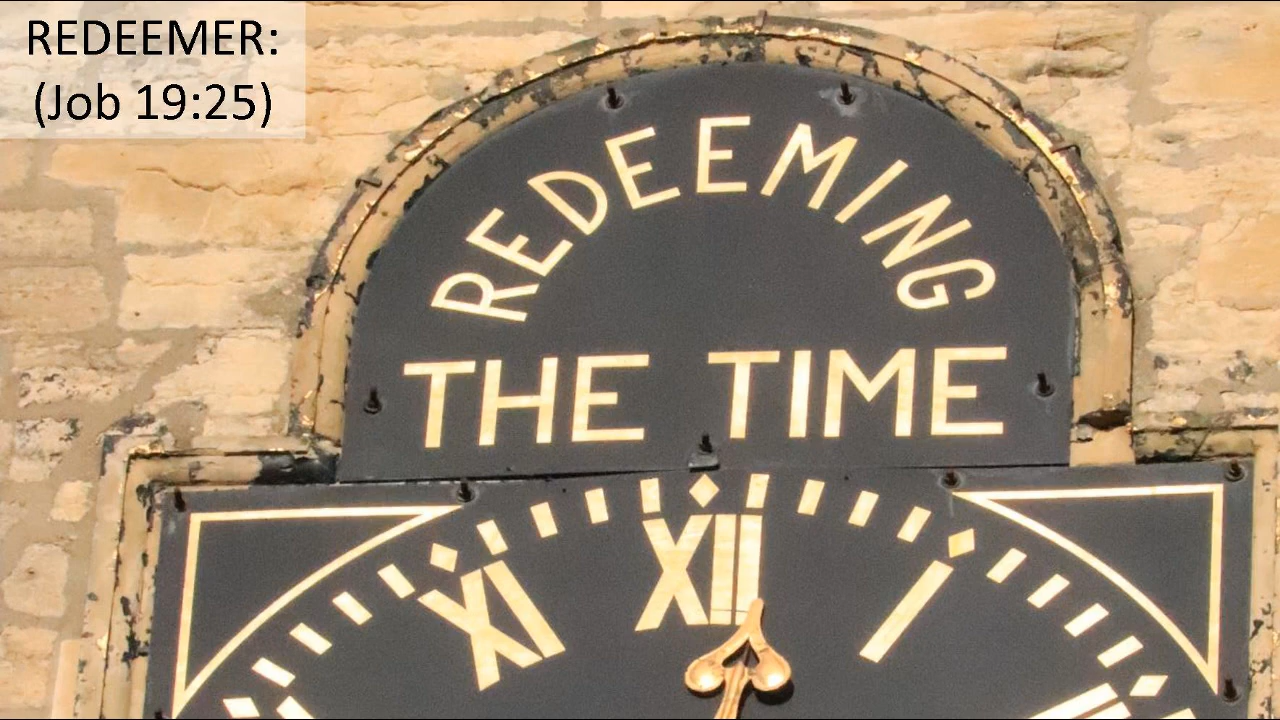 REDEEMER:
(Job 19:25)
REDEEMING
THE TIME
XI XII I